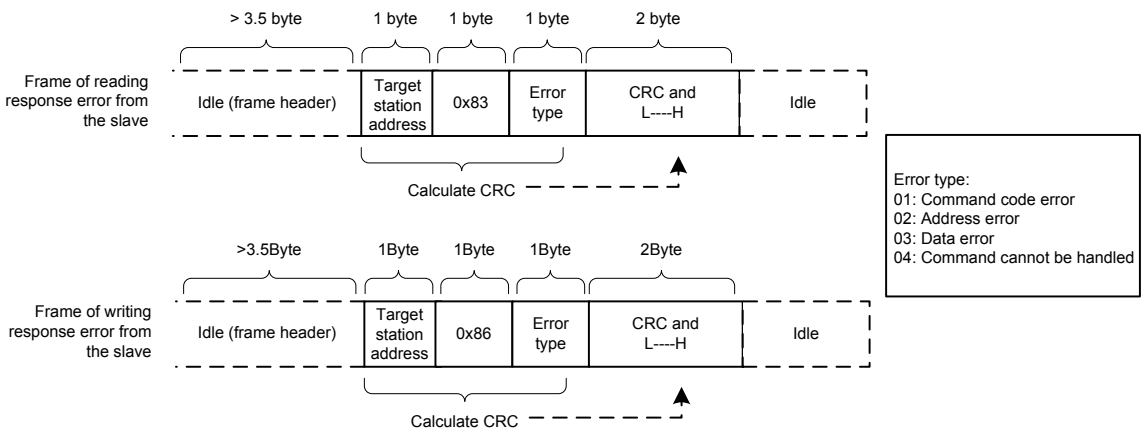 > 3.5 byte
1 byte
1 byte
1 byte
2 byte
Frame of reading
response error from
the slave
Idle (frame header)
Target
station
address
0x83
Error
type
CRC and
L----H
Idle
Calculate CRC
Error type:
01: Command code error
02: Address error
03: Data error
04: Command cannot be handled
>3.5Byte
1Byte
1Byte
1Byte
2Byte
Frame of writing
response error from
the slave
Idle (frame header)
Target
station
address
0x86
Error
type
CRC and
L----H
Idle
Calculate CRC